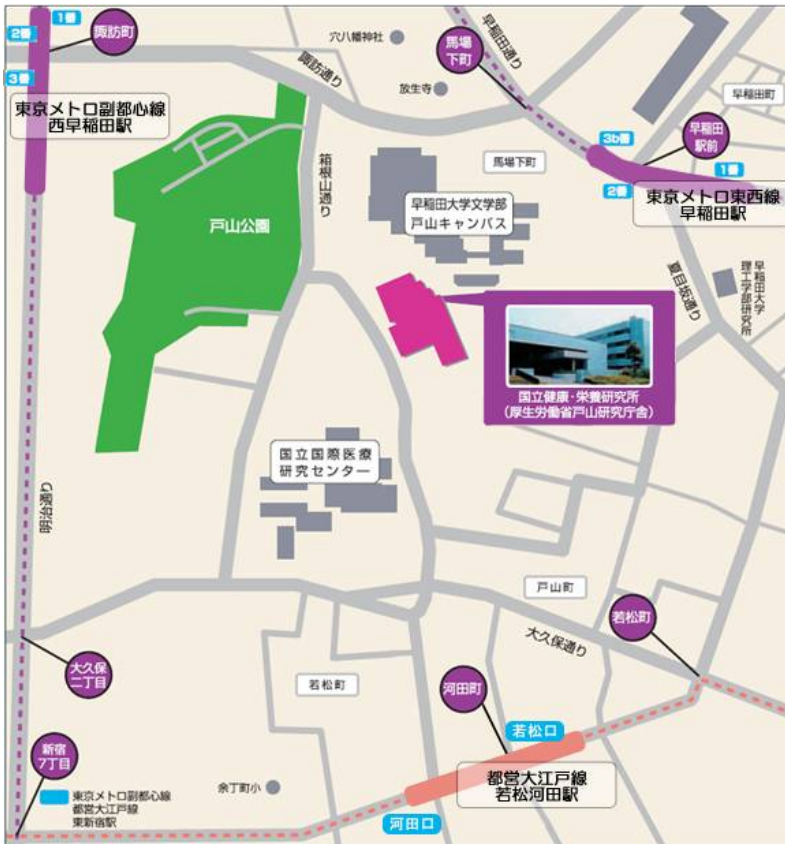 1番
2番
諏訪町
3番
東京メトロ副都心線
西早稲田駅
穴八幡神社
諏訪通り
放生寺
馬場
下町
早稲田通り
早稲田町
早稲田
駅前
3b番
1番
2番
東京メトロ東西線
早稲田駅
馬場下町
箱根山通り
早稲田大学文学部
戸山キャンパス
戸山公園
夏目坂通り
早稲田大学
理工学部研究所
国立健康・栄養研究所
(厚生労働省戸山研究庁舎)
国立国際医療
研究センター
明治通り
戸山町
若松町
大久保通り
大久保
二丁目
若松町
河田町
若松口
新宿
7丁目
東京メトロ副都心線
都営大江戸線
東新宿駅
余丁町小
都営大江戸線
若松河田駅
河田口